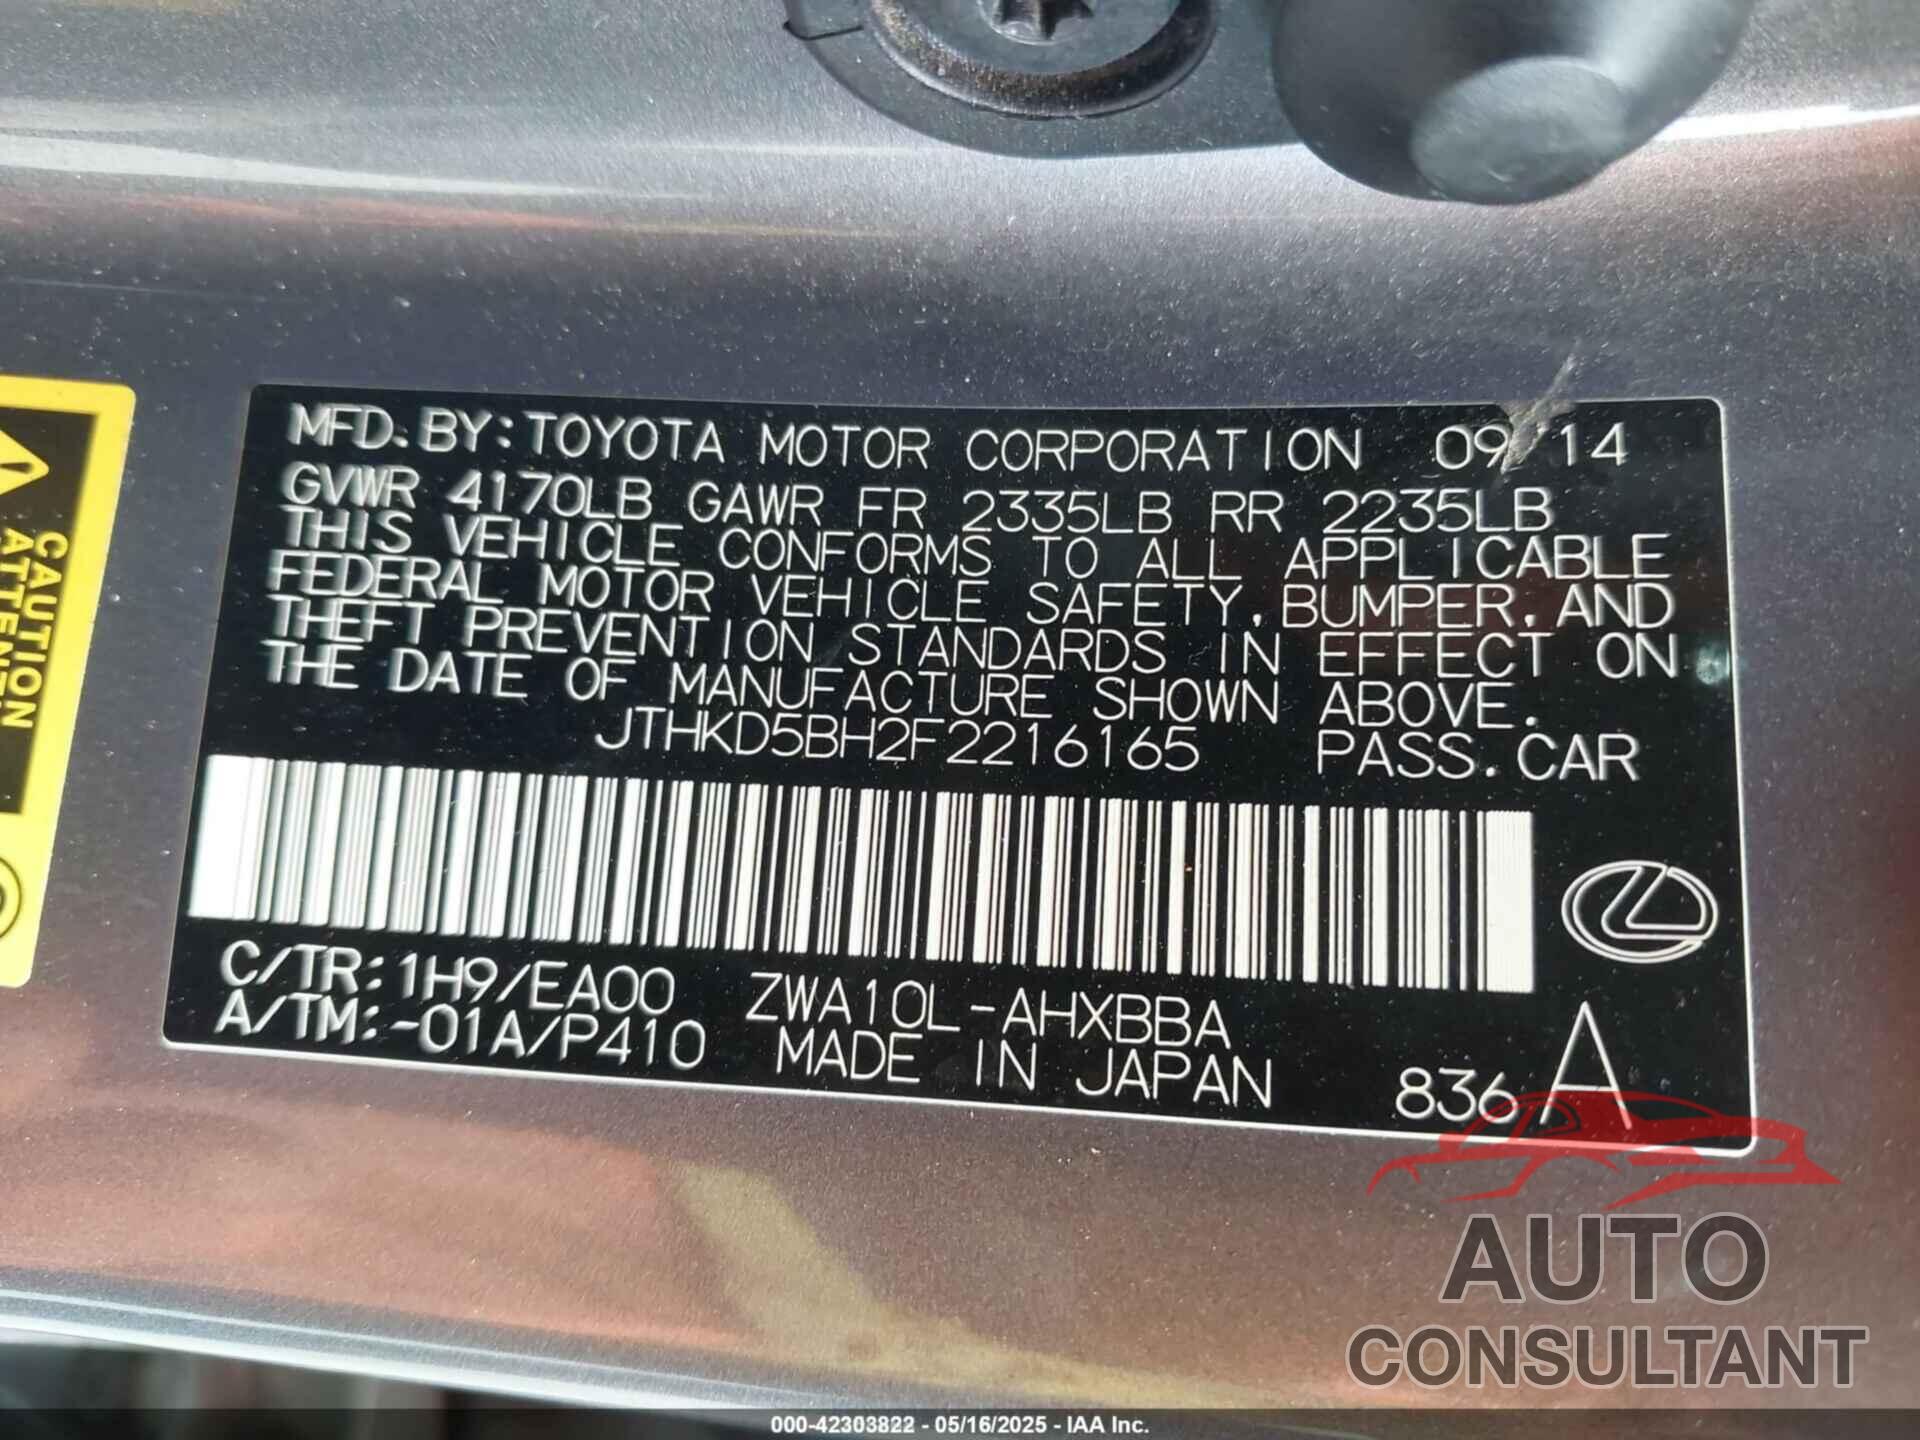 MFD. BY: TOYOTA MOTOR CORPORATION 09/14
GVWR 4170LB GAWR FR 2335LB RR 2235LB
THIS VEHICLE CONFORMS TO ALL APPLICABLE
FEDERAL MOTOR VEHICLE SAFETY, BUMPER, AND
THEFT PREVENTION STANDARDS IN EFFECT ON
THE DATE OF MANUFACTURE SHOWN ABOVE.
JTHKD5BH2F2216165 PASS. CAR
C/TR: 1H9/EA00 ZWA10L-AHXBBA
A/TM: -01A/P410 MADE IN JAPAN 836 A
CAUTION
AUTO
CONSULTANT
000-42303822 - 05/16/2025 - IAA Inc.